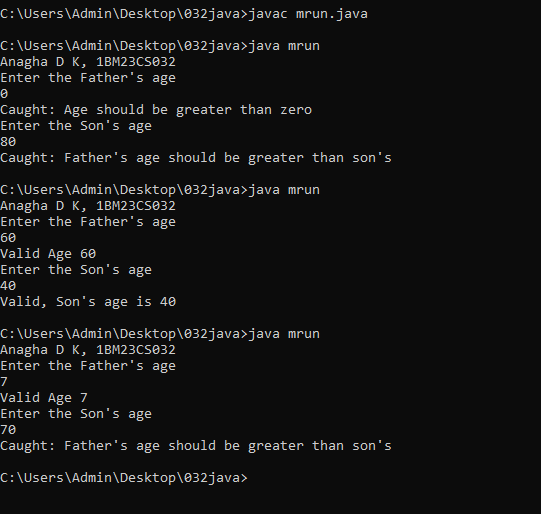 C:\Users\Admin\Desktop\032java>javac mrun.java
C:\Users\Admin\Desktop\032java>java mrun
Anagha D K, 1BM23CS032
Enter the Father's age
0
Caught: Age should be greater than zero
Enter the Son's age
80
Caught: Father's age should be greater than son's
C:\Users\Admin\Desktop\032java>java mrun
Anagha D K, 1BM23CS032
Enter the Father's age
60
Valid Age 60
Enter the Son's age
40
Valid, Son's age is 40
C:\Users\Admin\Desktop\032java>java mrun
Anagha D K, 1BM23CS032
Enter the Father's age
7
Valid Age 7
Enter the Son's age
70
Caught: Father's age should be greater than son's
C:\Users\Admin\Desktop\032java>